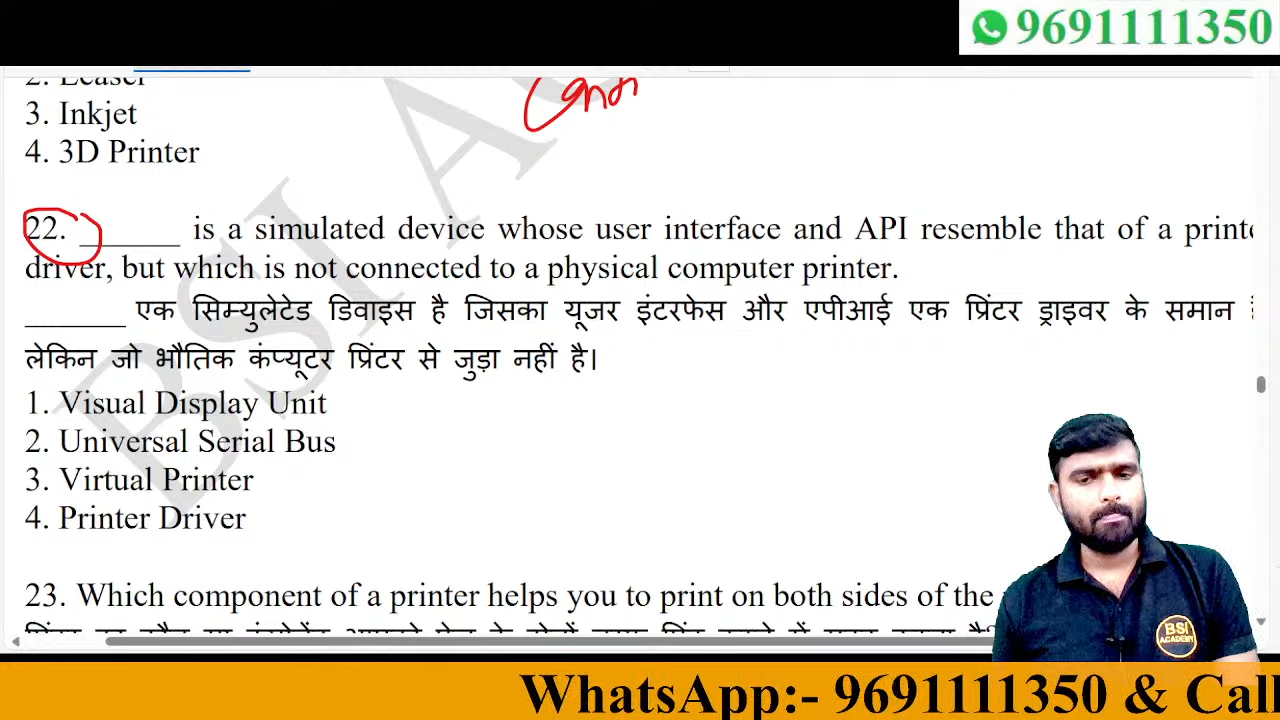 9691111350
3. Inkjet
4. 3D Printer
22. ______ is a simulated device whose user interface and API resemble that of a
driver, but which is not connected to a physical computer printer.
______ एक सिम्युलेटेड डिवाइस है जिसका यूजर इंटरफेस और एपीआई एक प्रिंटर ड्राइवर के समान
लेकिन जो भौतिक कंप्यूटर प्रिंटर से जुड़ा नहीं है।
1. Visual Display Unit
2. Universal Serial Bus
3. Virtual Printer
4. Printer Driver
23. Which component of a printer helps you to print on both sides of the
BSI
ACADEMY
WhatsApp:- 9691111350 & Call